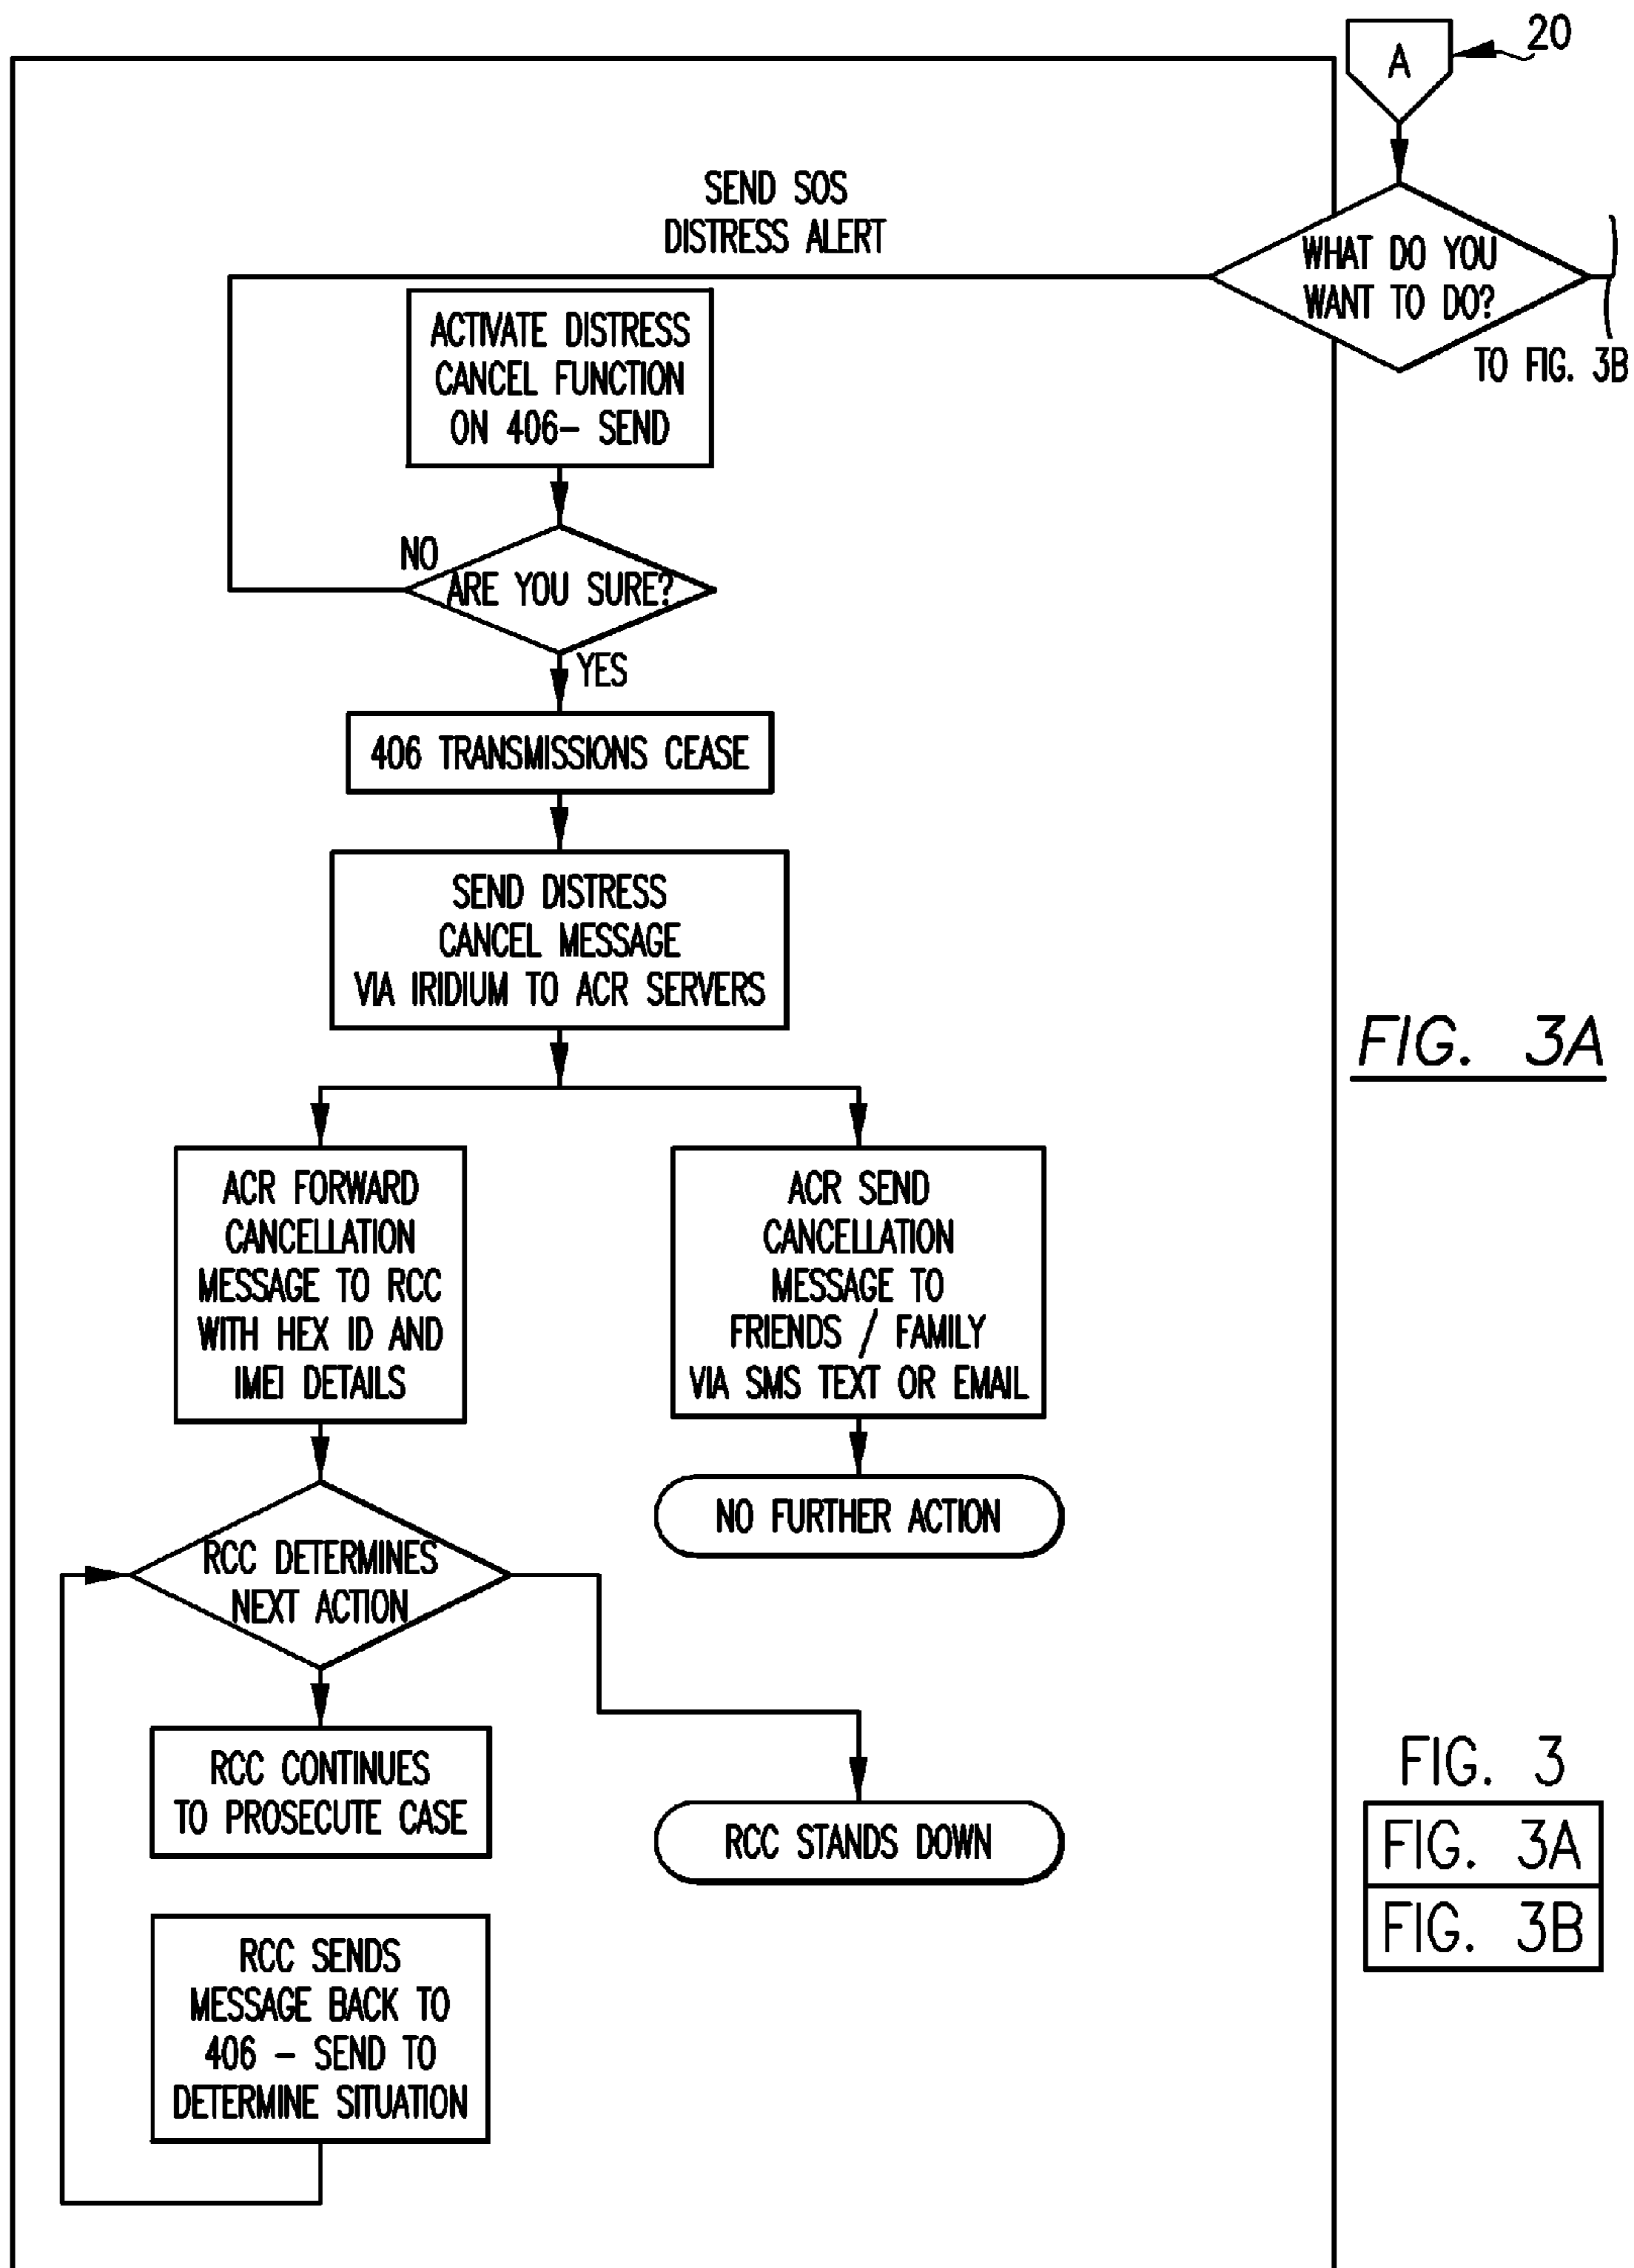 20
A
SEND SOS
DISTRESS ALERT
WHAT DO YOU
WANT TO DO?
TO FIG. 3B
ACTIVATE DISTRESS
CANCEL FUNCTION
ON 406- SEND
NO
ARE YOU SURE?
YES
406 TRANSMISSIONS CEASE
SEND DISTRESS
CANCEL MESSAGE
VIA IRIDIUM TO ACR SERVERS
FIG. 3A
ACR FORWARD
CANCELLATION
MESSAGE TO RCC
WITH HEX ID AND
IMEI DETAILS
ACR SEND
CANCELLATION
MESSAGE TO
FRIENDS / FAMILY
VIA SMS TEXT OR EMAIL
NO FURTHER ACTION
RCC DETERMINES
NEXT ACTION
RCC CONTINUES
TO PROSECUTE CASE
RCC STANDS DOWN
RCC SENDS
MESSAGE BACK TO
406 - SEND TO
DETERMINE SITUATION
FIG. 3
FIG. 3A
FIG. 3B